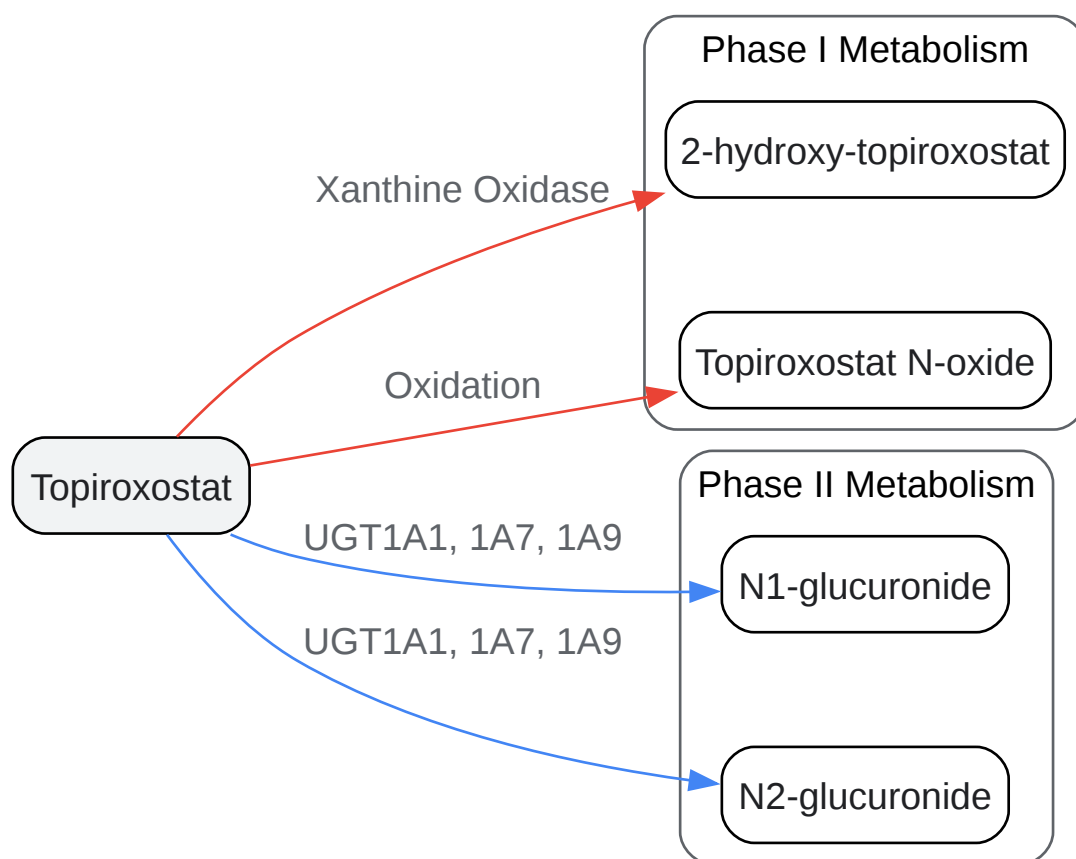 Phase I Metabolism
2-hydroxy-topiroxostat
Xanthine Oxidase
Topiroxostat N-oxide
Oxidation
Topiroxostat
Phase II Metabolism
UGT1A1, 1A7, 1A9
N1-glucuronide
UGT1A1, 1A7, 1A9
N2-glucuronide